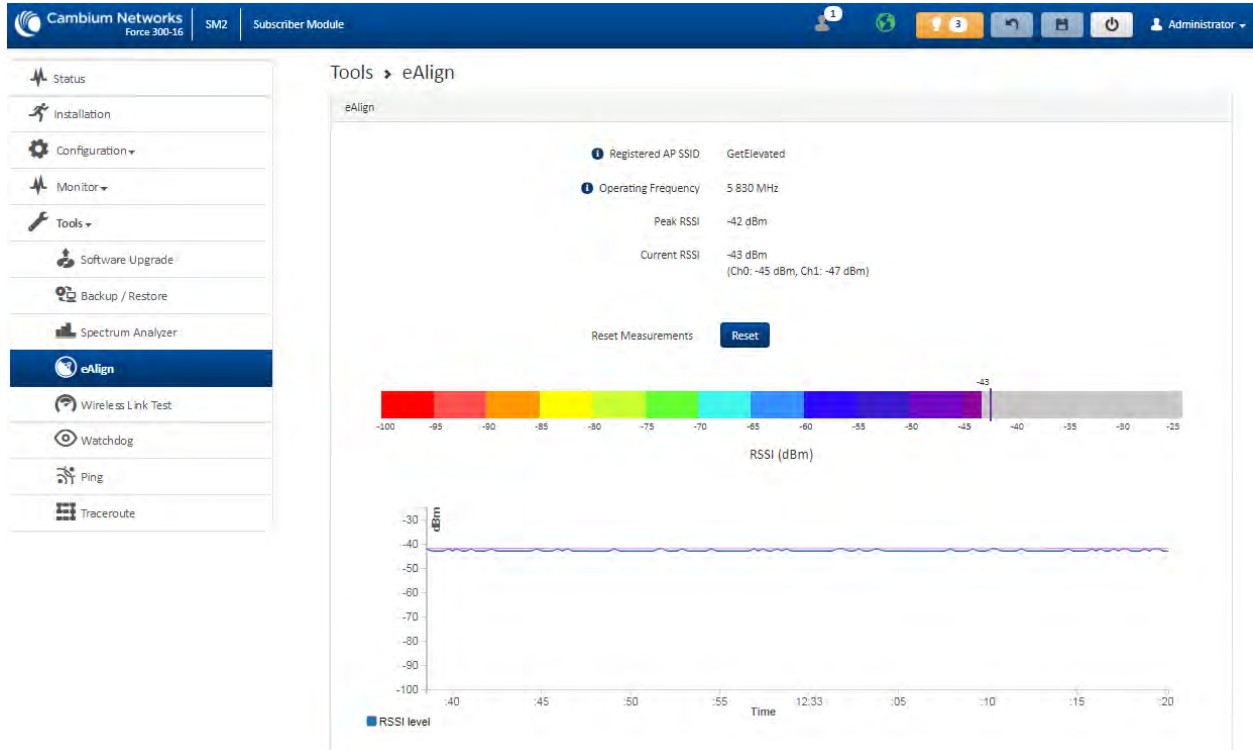 Cambium Networks
Force 300-16
SM2
Subscriber Module
1
3
Administrator
Status
Installation
Configuration
Monitor
Tools
Software Upgrade
Backup / Restore
Spectrum Analyzer
eAlign
Wireless Link Test
Watchdog
Ping
Traceroute
Tools > eAlign
eAlign
Registered AP SSID GetElevated
Operating Frequency 5 830 MHz
Peak RSSI -42 dBm
Current RSSI -43 dBm
(Ch0: -45 dBm, Ch1: -47 dBm)
Reset Measurements Reset
-43
-100 -95 -90 -85 -80 -75 -70 -65 -60 -55 -50 -45 -40 -35 -30 -25
RSSI (dBm)
dBm
-30
-40
-50
-60
-70
-80
-90
-100
:40 :45 :50 :55 12:33 :05 :10 :15 :20
Time
RSSI level